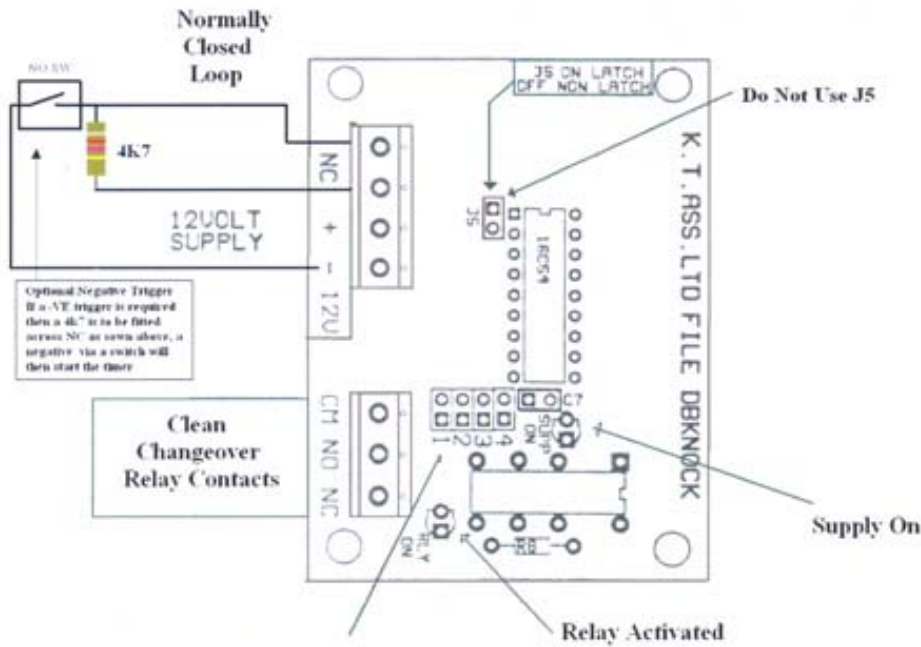 Normally
Closed
Loop
NO SW
4K7
12VOLT
SUPPLY
NC
+
-
12V
Optional Negative Trigger
If a -VE trigger is required
then a 4k7 is to be fitted
across NC as sown above, a
negative via a switch will
then start the timer
J5 ON LATCH
OFF NON LATCH
Do Not Use J5
J5
K.T.ASS.LTD FILE DBKNOCK
Clean
Changeover
Relay Contacts
CM NO NC
1 2 3 4
C7
ON
Supply On
RLY
ON
Relay Activated